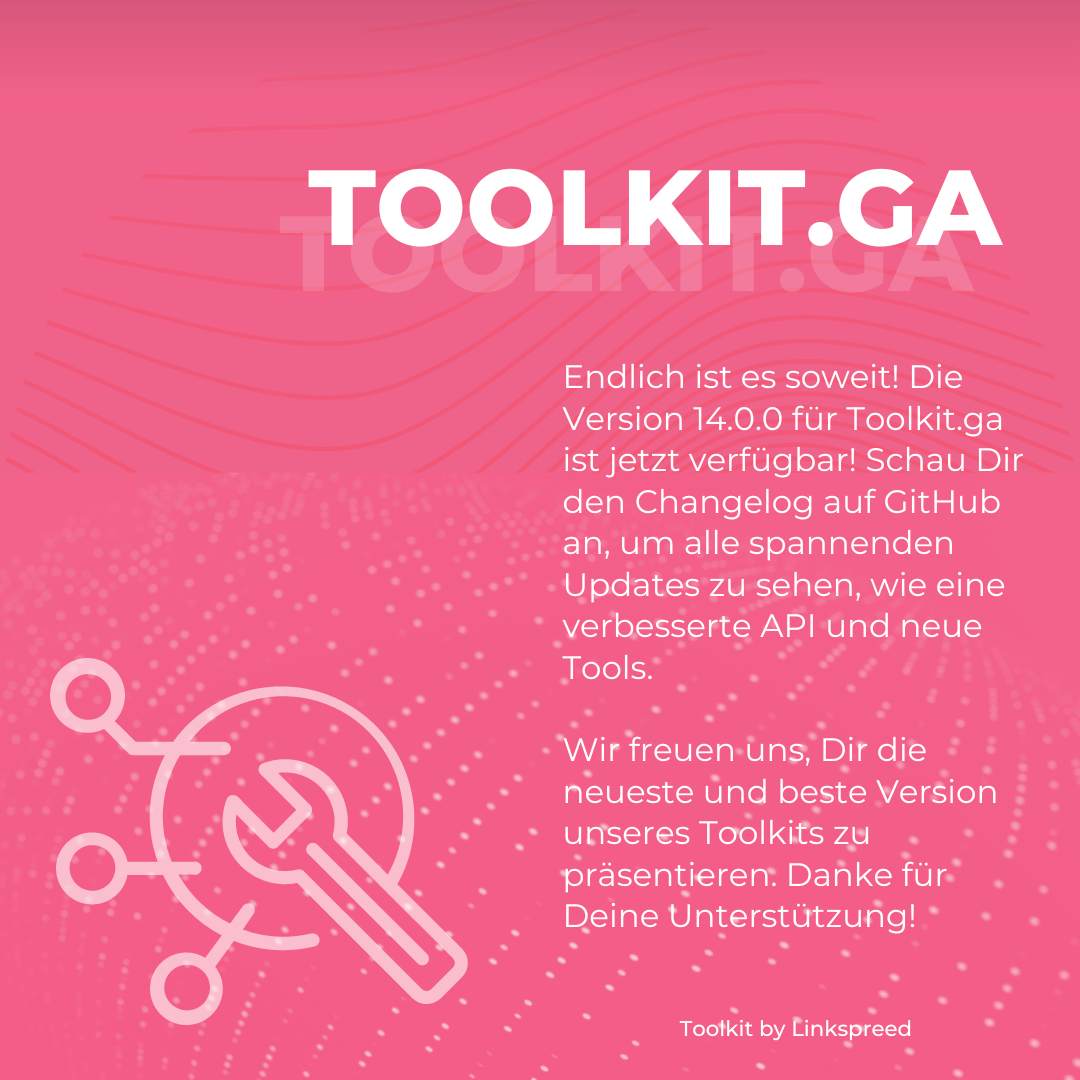 TOOLKIT.GA
TOOLKIT.GA
Endlich ist es soweit! Die
Version 14.0.0 für Toolkit.ga
ist jetzt verfügbar! Schau Dir
den Changelog auf GitHub
an, um alle spannenden
Updates zu sehen, wie eine
verbesserte API und neue
Tools.
Wir freuen uns, Dir die
neueste und beste Version
unseres Toolkits zu
präsentieren. Danke für
Deine Unterstützung!
Toolkit by Linkspreed